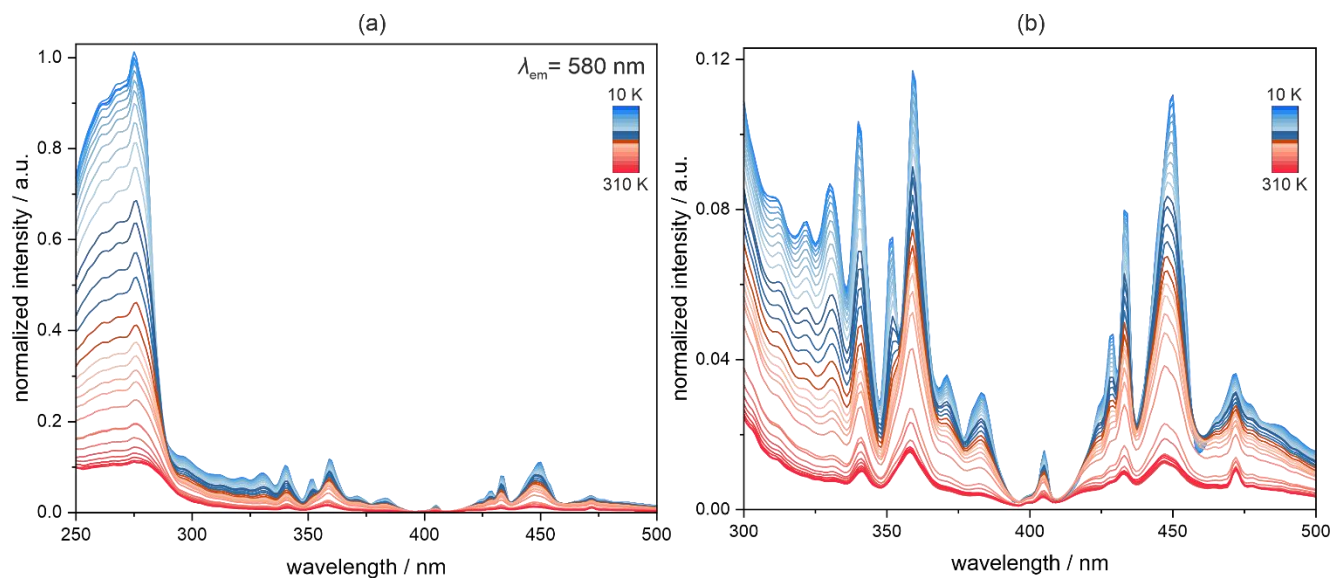 (a)
(b)
normalized intensity / a.u.
1.0
0.8
0.6
0.4
0.2
0.0
250
300
350
400
450
500
wavelength / nm
λem= 580 nm
10 K
310 K
normalized intensity / a.u.
0.12
0.08
0.04
0.00
300
350
400
450
500
wavelength / nm
10 K
310 K